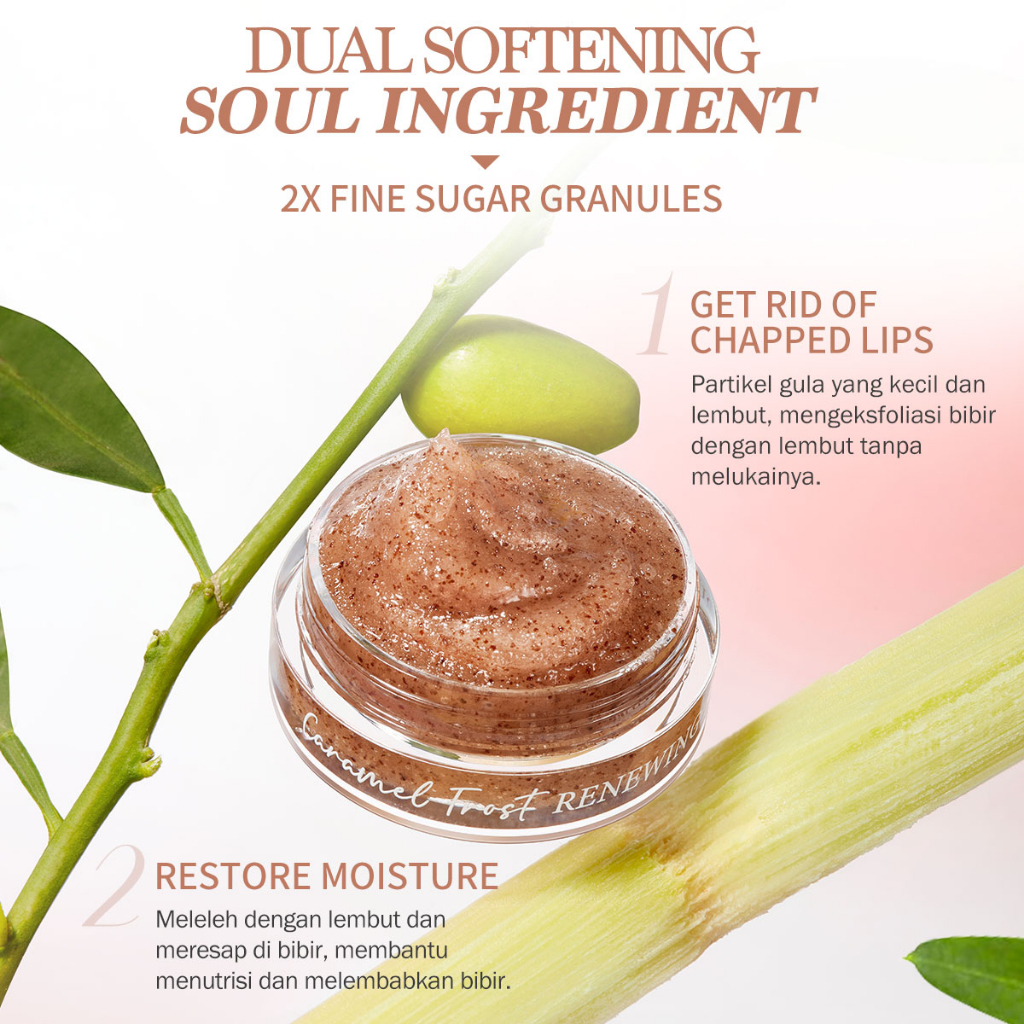 DUAL SOFTENING
SOUL INGREDIENT
2X FINE SUGAR GRANULES
1
GET RID OF
CHAPPED LIPS
Partikel gula yang kecil dan
lembut, mengeksfoliasi bibir
dengan lembut tanpa
melukainya.
Caramel Frost RENEWING
2
RESTORE MOISTURE
Meleleh dengan lembut dan
meresap di bibir, membantu
menutrisi dan melembabkan bibir.